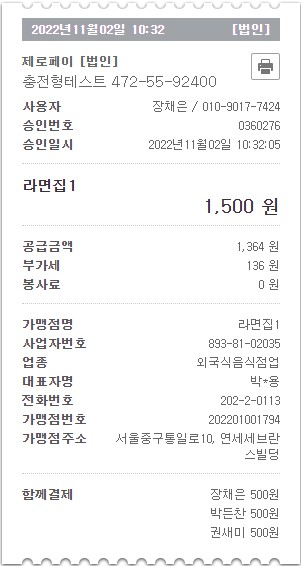 2022년11월02일 10:32 [법인]
제로페이 [법인]
충전형테스트 472-55-92400
사용자 장채은 / 010-9017-7424
승인번호 0360276
승인일시 2022년11월02일 10:32:05
라면집1
1,500 원
공급금액 1,364 원
부가세 136 원
봉사료 0 원
가맹점명 라면집1
사업자번호 893-81-02035
업종 외국식음식점업
대표자명 박*용
전화번호 202-2-0113
가맹점번호 202201001794
가맹점주소 서울중구통일로10, 연세세브란
스빌딩
함께결제 장채은 500원
박든찬 500원
권새미 500원